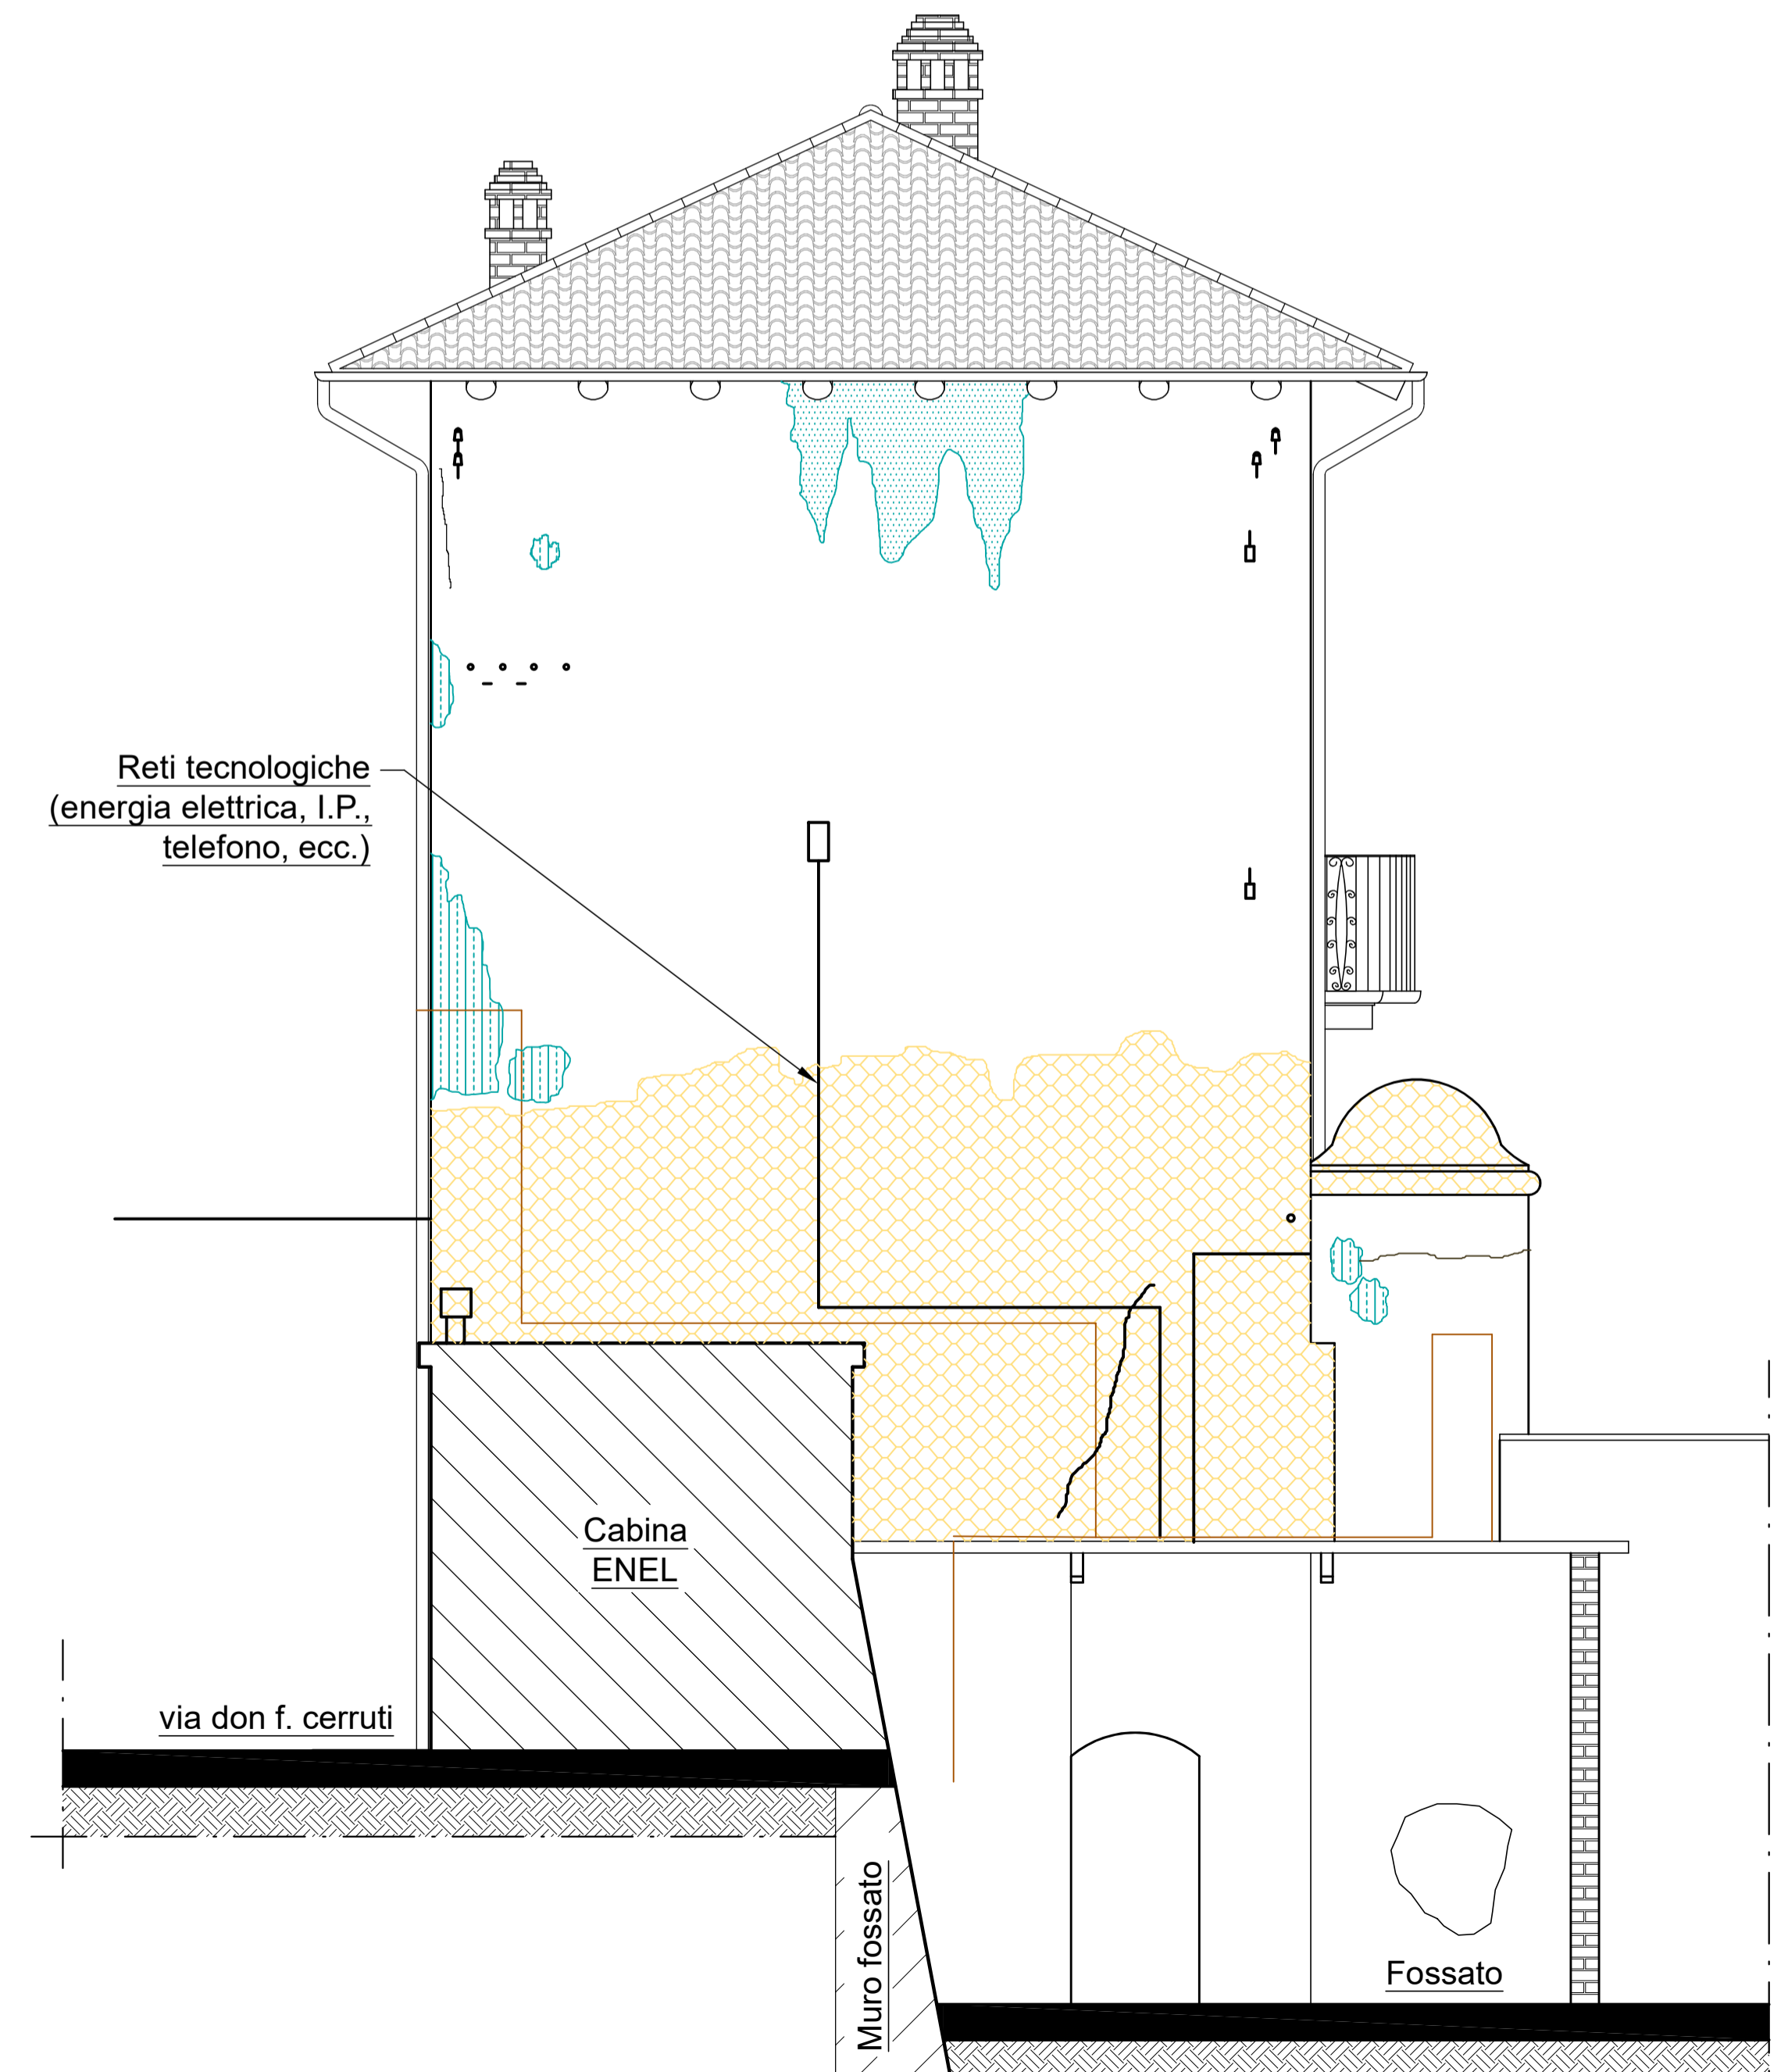 Reti tecnologiche
(energia elettrica, I.P.,
telefono, ecc.)
Cabina
ENEL
via don f. cerruti
Muro fossato
Fossato